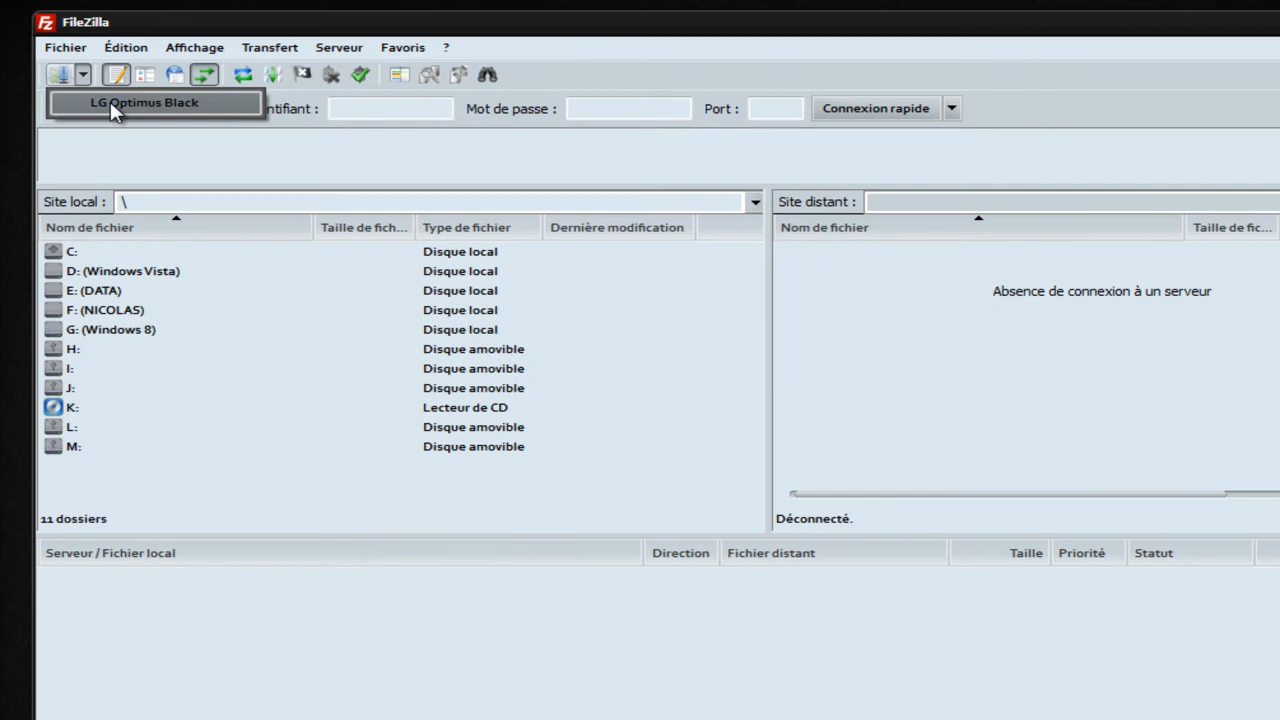 FileZilla
Fichier Édition Affichage Transfert Serveur Favoris ?
LG Optimus Black
ntifiant : Mot de passe : Port : Connexion rapide
Site local : \ Site distant :
Nom de fichier Taille de fich... Type de fichier Dernière modification Nom de fichier Taille de fic...
C: Disque local
D: (Windows Vista) Disque local
E: (DATA) Disque local
Absence de connexion à un serveur
F: (NICOLAS) Disque local
G: (Windows 8) Disque local
H: Disque amovible
I: Disque amovible
J: Disque amovible
K: Lecteur de CD
L: Disque amovible
M: Disque amovible
11 dossiers Déconnecté.
Serveur / Fichier local Direction Fichier distant Taille Priorité Statut